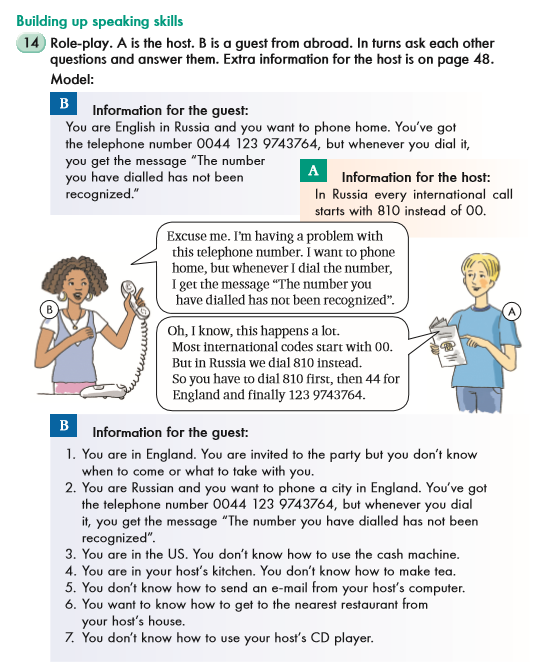 Building up speaking skills
14 Role-play. A is the host. B is a guest from abroad. In turns ask each other
questions and answer them. Extra information for the host is on page 48.
Model:
B Information for the guest:
You are English in Russia and you want to phone home. You've got
the telephone number 0044 123 9743764, but whenever you dial it,
you get the message “The number
you have dialled has not been
recognized.”
A Information for the host:
In Russia every international call
starts with 810 instead of 00.
Excuse me. I'm having a problem with
this telephone number. I want to phone
home, but whenever I dial the number,
I get the message “The number you
have dialled has not been recognized”.
B
A
Oh, I know, this happens a lot.
Most international codes start with 00.
But in Russia we dial 810 instead.
So you have to dial 810 first, then 44 for
England and finally 123 9743764.
B Information for the guest:
1. You are in England. You are invited to the party but you don't know
when to come or what to take with you.
2. You are Russian and you want to phone a city in England. You've got
the telephone number 0044 123 9743764, but whenever you dial
it, you get the message “The number you have dialled has not been
recognized”.
3. You are in the US. You don't know how to use the cash machine.
4. You are in your host's kitchen. You don't know how to make tea.
5. You don't know how to send an e-mail from your host's computer.
6. You want to know how to get to the nearest restaurant from
your host's house.
7. You don't know how to use your host's CD player.